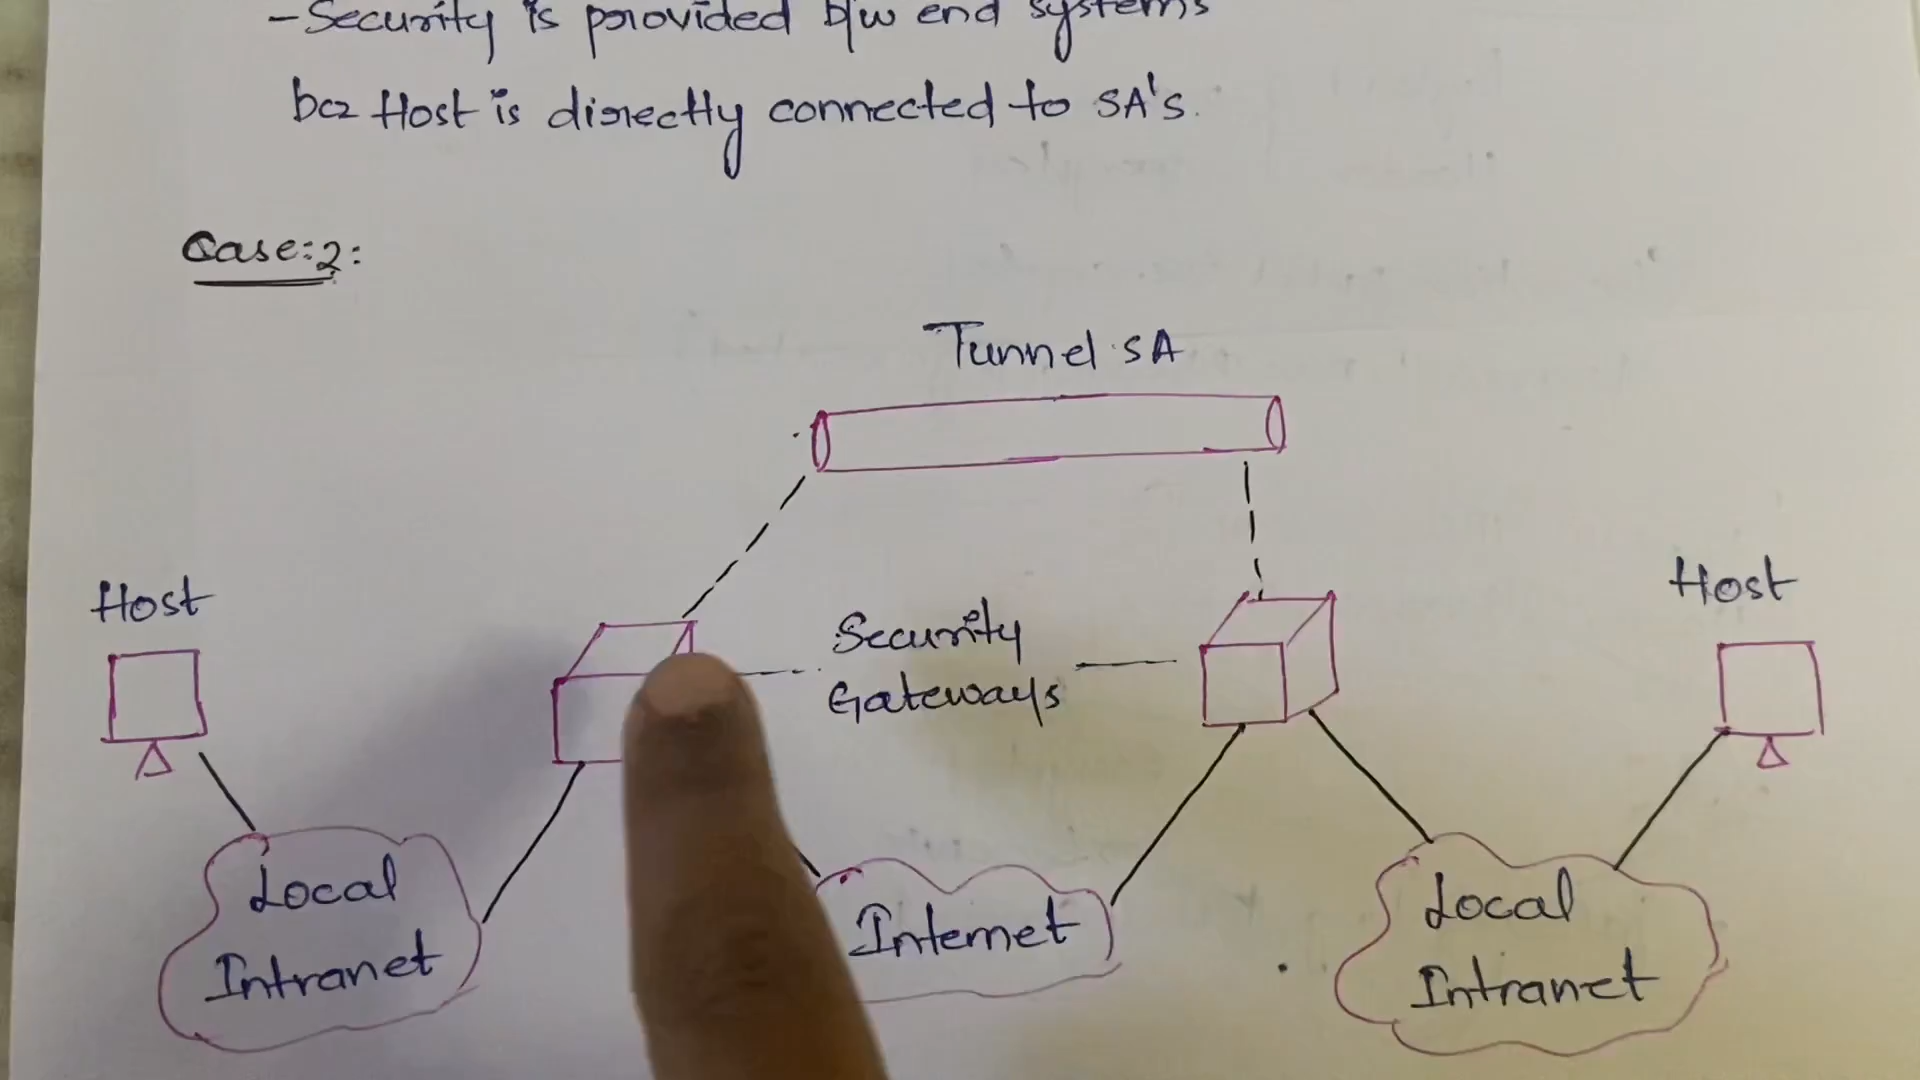 -Security is provided b/w end systems
bcz Host is directly connected to SA's.
Case:2:
Tunnel SA
Host
Security
Gateways
Host
Local
Intranet
Internet
Local
Intranet